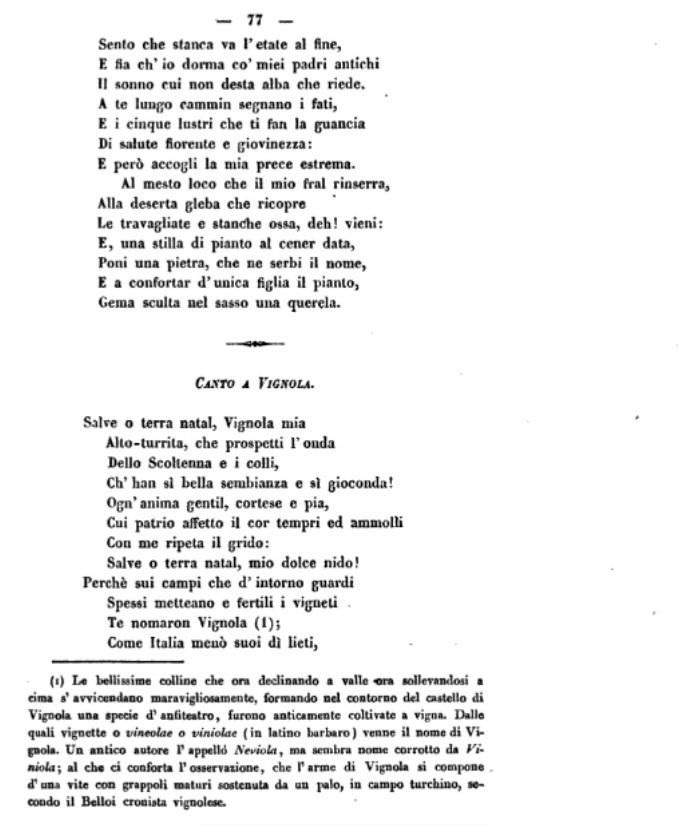 — 77 —
Sento che stanca va l'etate al fine,
E fia ch'io dorma co' miei padri antichi
Il sonno cui non desta alba che riede.
A te lungo cammin segnano i fati,
E i cinque lustri che ti fan la guancia
Di salute fiorente e giovinezza:
E però accogli la mia prece estrema.
Al mesto loco che il mio fral rinserra,
Alla deserta gleba che ricopre
Le travagliate e stanche ossa, deh! vieni:
E, una stilla di pianto al cener data,
Poni una pietra, che ne serbi il nome,
E a confortar d'unica figlia il pianto,
Gema sculta nel sasso una querela.
CANTO A VIGNOLA.
Salve o terra natal, Vignola mia
Alto-turrita, che prospetti l'onda
Dello Scoltenna e i colli,
Ch'han sì bella sembianza e sì gioconda!
Ogn'anima gentil, cortese e pia,
Cui patrio affetto il cor tempri ed ammolli
Con me ripeta il grido:
Salve o terra natal, mio dolce nido!
Perchè sui campi che d'intorno guardi
Spessi metteano e fertili i vigneti
Te nomaron Vignola (1);
Come Italia menò suoi dì lieti,
(1) Le bellissime colline che ora declinando a valle ora sollevandosi a
cima s'avvicendano maravigliosamente, formando nel contorno del castello di
Vignola una specie d'anfiteatro, furono anticamente coltivate a vigna. Dalle
quali vignette o vineolae o viniolae (in latino barbaro) venne il nome di Vi-
gnola. Un antico autore l'appellò Neviola, ma sembra nome corrotto da Vi-
niola; al che ci conforta l'osservazione, che l'arme di Vignola si compone
d'una vite con grappoli maturi sostenuta da un palo, in campo turchino, se-
condo il Belloi cronista vignolese.